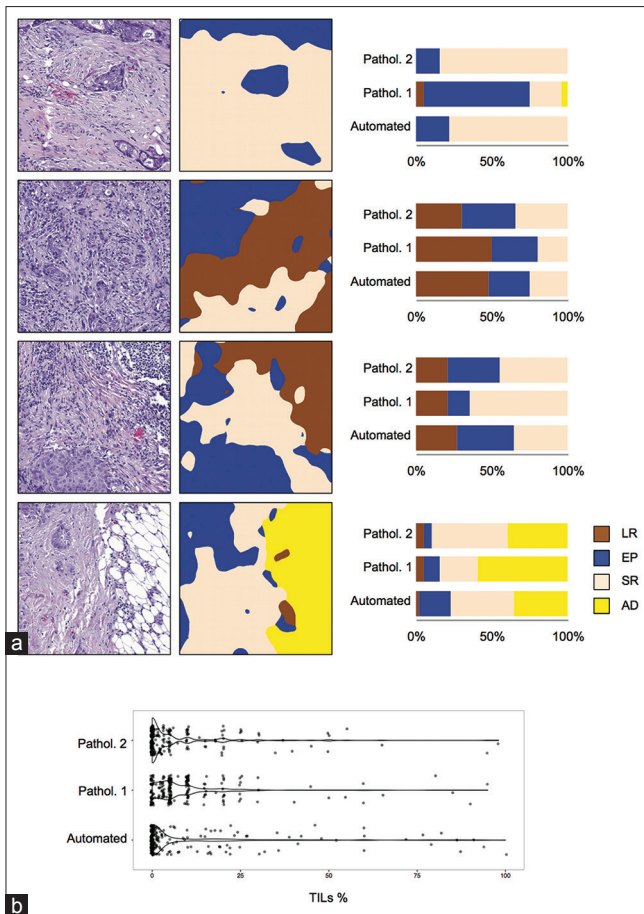 Pathol. 2
Pathol. 1
Automated
0% 50% 100%
Pathol. 2
Pathol. 1
Automated
0% 50% 100%
Pathol. 2
Pathol. 1
Automated
0% 50% 100%
Pathol. 2
Pathol. 1
Automated
0% 50% 100%
LR
EP
SR
AD
a
Pathol. 2
Pathol. 1
Automated
0 25 50 75 100
TILs %
b